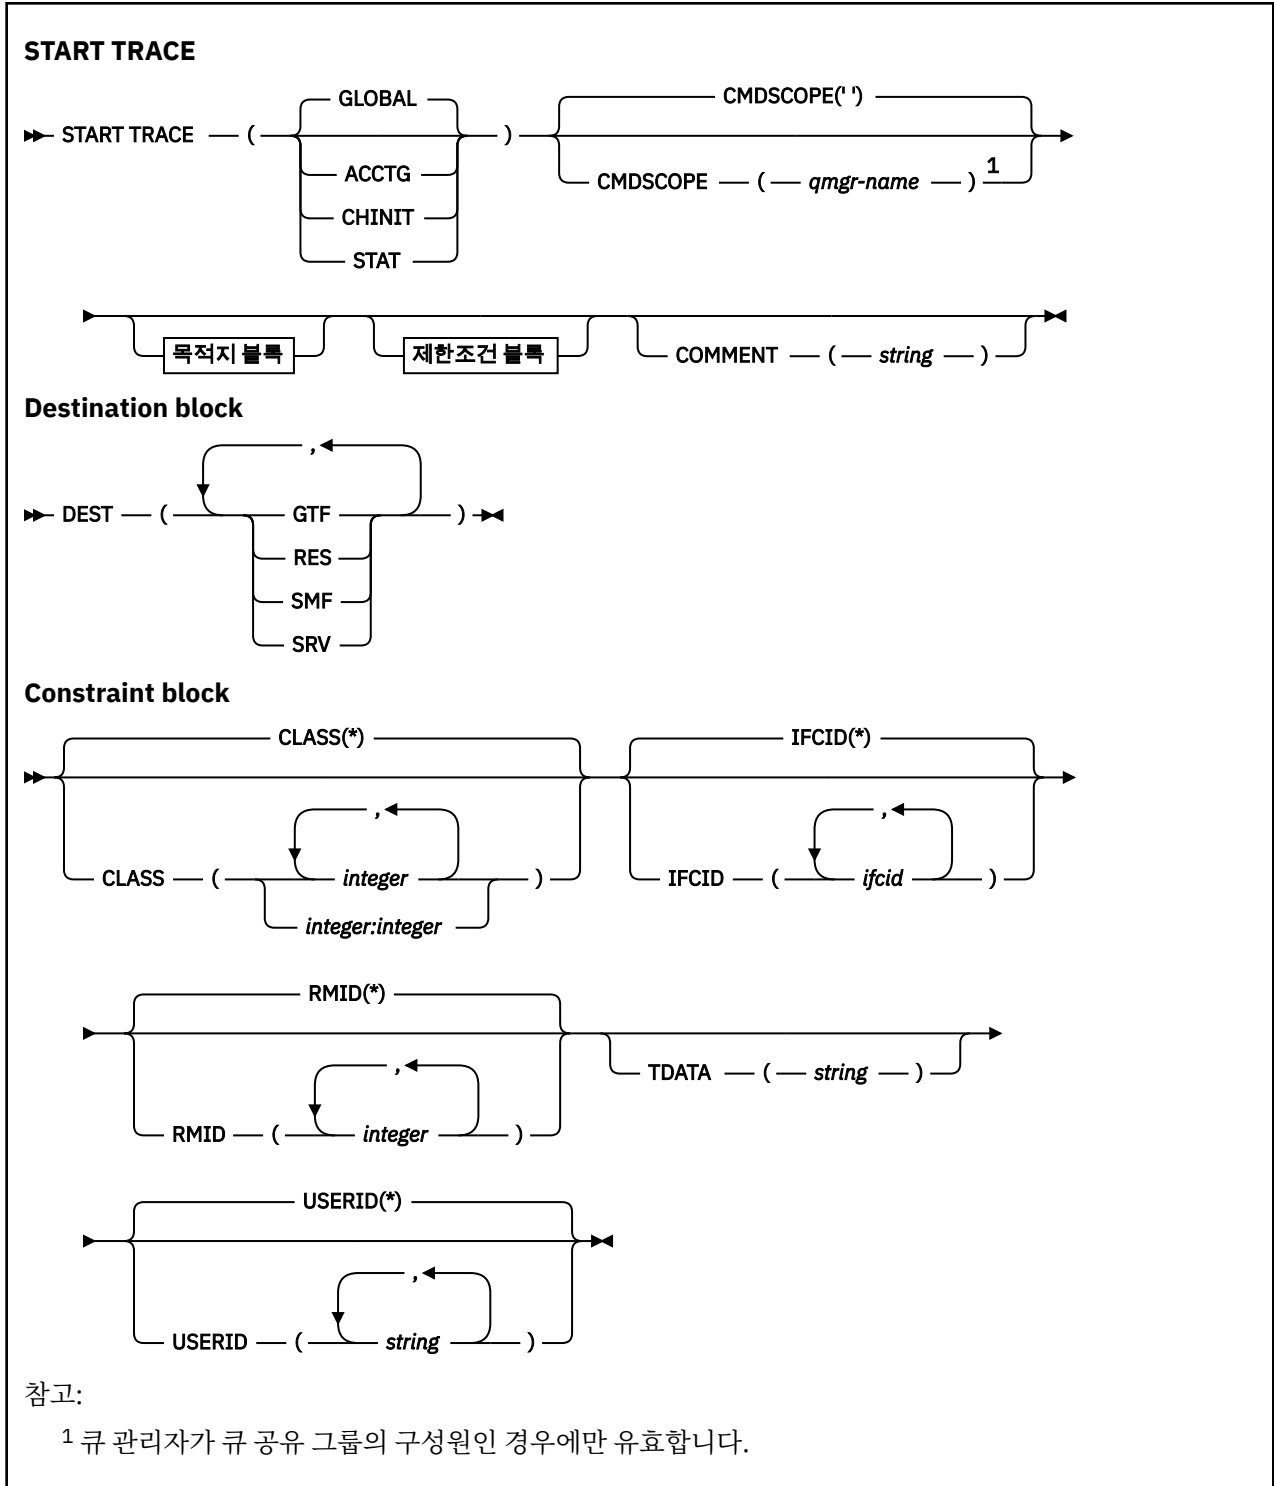 START TRACE
GLOBAL
CMDSCOPE(' ')
START TRACE ( )
ACCTG
CMDSCOPE ( qmgr-name ) 1
CHINIT
STAT
목적지 블록 제한조건 블록 COMMENT ( string )
Destination block
,
DEST ( GTF )
RES
SMF
SRV
Constraint block
CLASS(*) IFCID(*)
, ,
CLASS ( integer ) IFCID ( ifcid )
integer:integer
RMID(*)
TDATA ( string )
,
RMID ( integer )
USERID(*)
,
USERID ( string )
참고:
1 큐 관리자가 큐 공유 그룹의 구성원인 경우에만 유효합니다.